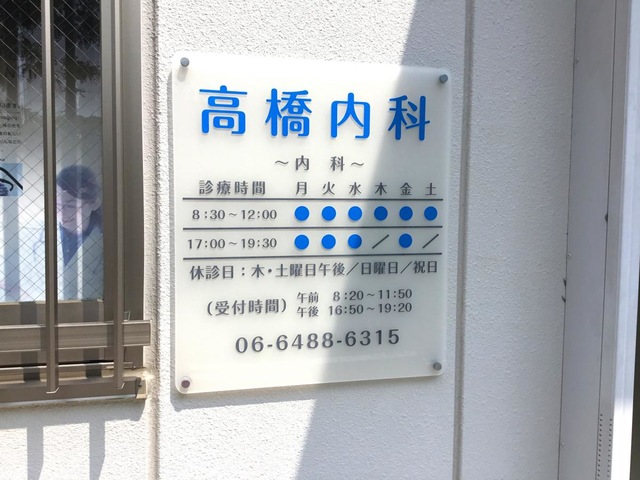 高橋内科
～内 科～
診療時間 月 火 水 木 金 土
8:30～12:00 ● ● ● ● ● ●
17:00～19:30 ● ● ● ／ ● ／
休診日：木・土曜日午後／日曜日／祝日
（受付時間） 午前 8:20～11:50
午後 16:50～19:20
06-6488-6315